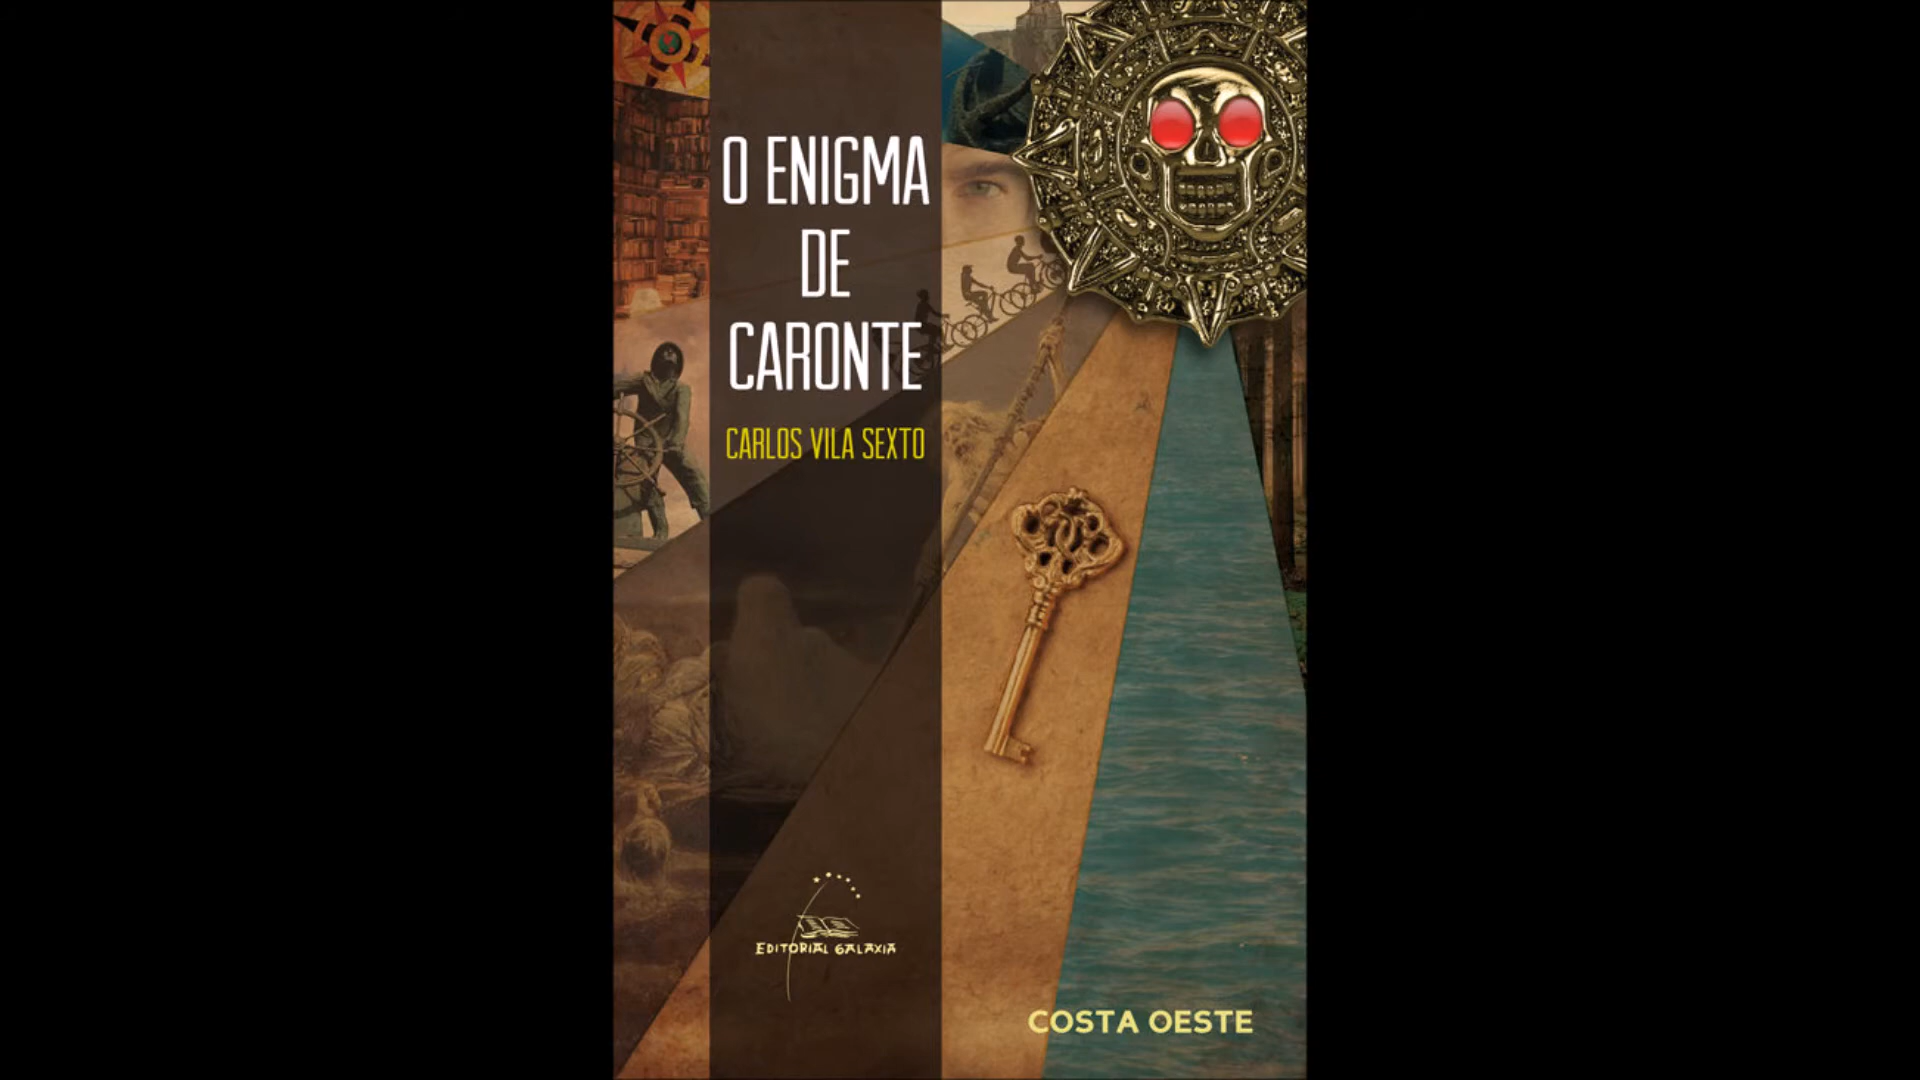 O ENIGMA
DE
CARONTE
CARLOS VILA SEXTO
EDITORIAL GALAXIA
COSTA OESTE